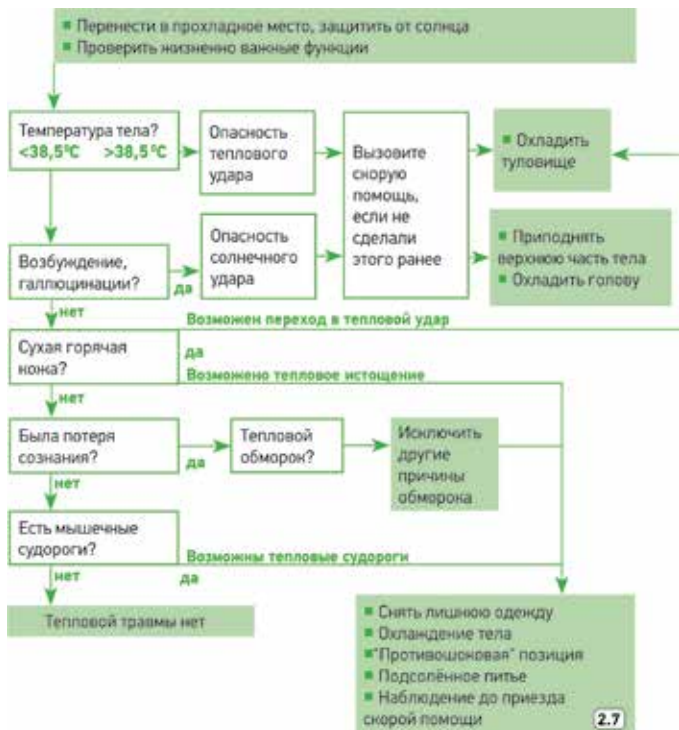 ▪ Перенести в прохладное место, защитить от солнца
▪ Проверить жизненно важные функции
Температура тела?
<38,5°C >38,5°C
Опасность
теплового
удара
Вызовите
скорую
помощь,
если не
сделали
этого ранее
▪ Охладить
туловище
Возбуждение,
галлюцинации?
да
Опасность
солнечного
удара
▪ Приподнять
верхнюю часть тела
▪ Охладить голову
нет
Возможен переход в тепловой удар
Сухая горячая
кожа?
да
Возможно тепловое истощение
нет
Была потеря
сознания?
да
Тепловой
обморок?
Исключить
другие
причины
обморока
нет
Есть мышечные
судороги?
Возможны тепловые судороги
нет
да
Тепловой травмы нет
▪ Снять лишнюю одежду
▪ Охлаждение тела
▪ "Противошоковая" позиция
▪ Подсолённое питье
▪ Наблюдение до приезда
скорой помощи
2.7